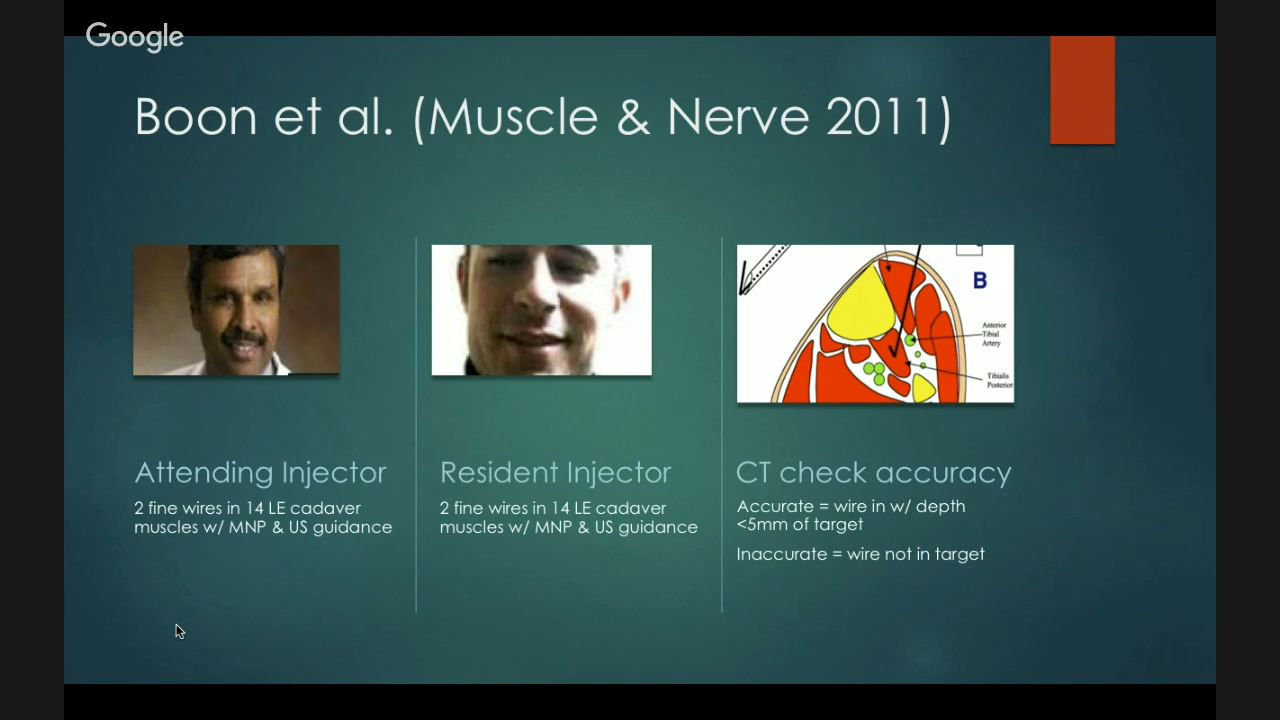 Google
Boon et al. (Muscle & Nerve 2011)
B
Anterior
Tibial
Artery
Tibialis
Posterior
Attending Injector
2 fine wires in 14 LE cadaver
muscles w/ MNP & US guidance
Resident Injector
2 fine wires in 14 LE cadaver
muscles w/ MNP & US guidance
CT check accuracy
Accurate = wire in w/ depth
<5mm of target
Inaccurate = wire not in target